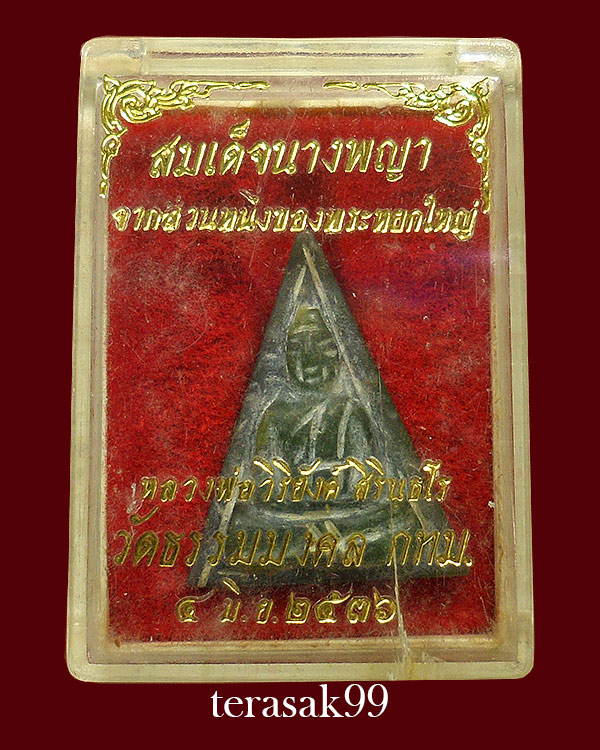 สมเด็จนางพญา
จากส่วนหนึ่งของพระหยกใหญ่
หลวงพ่อวิริยังค์ สิรินธโร
วัดธรรมมงคล กทม.
๔ มิ.ย.๒๕๓๖
terasak99